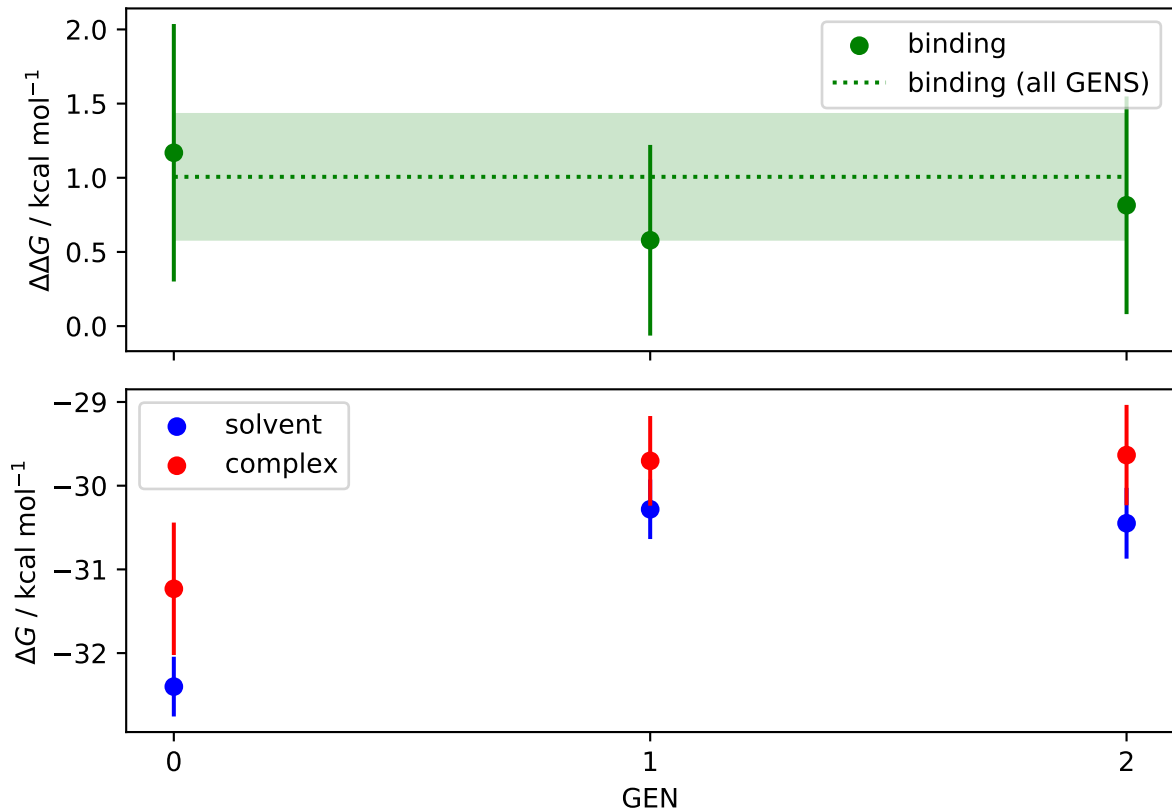 2.0
1.5
1.0
0.5
0.0
ΔΔG / kcal mol⁻¹
binding
binding (all GENS)
−29
−30
−31
−32
ΔG / kcal mol⁻¹
solvent
complex
0 1 2
GEN